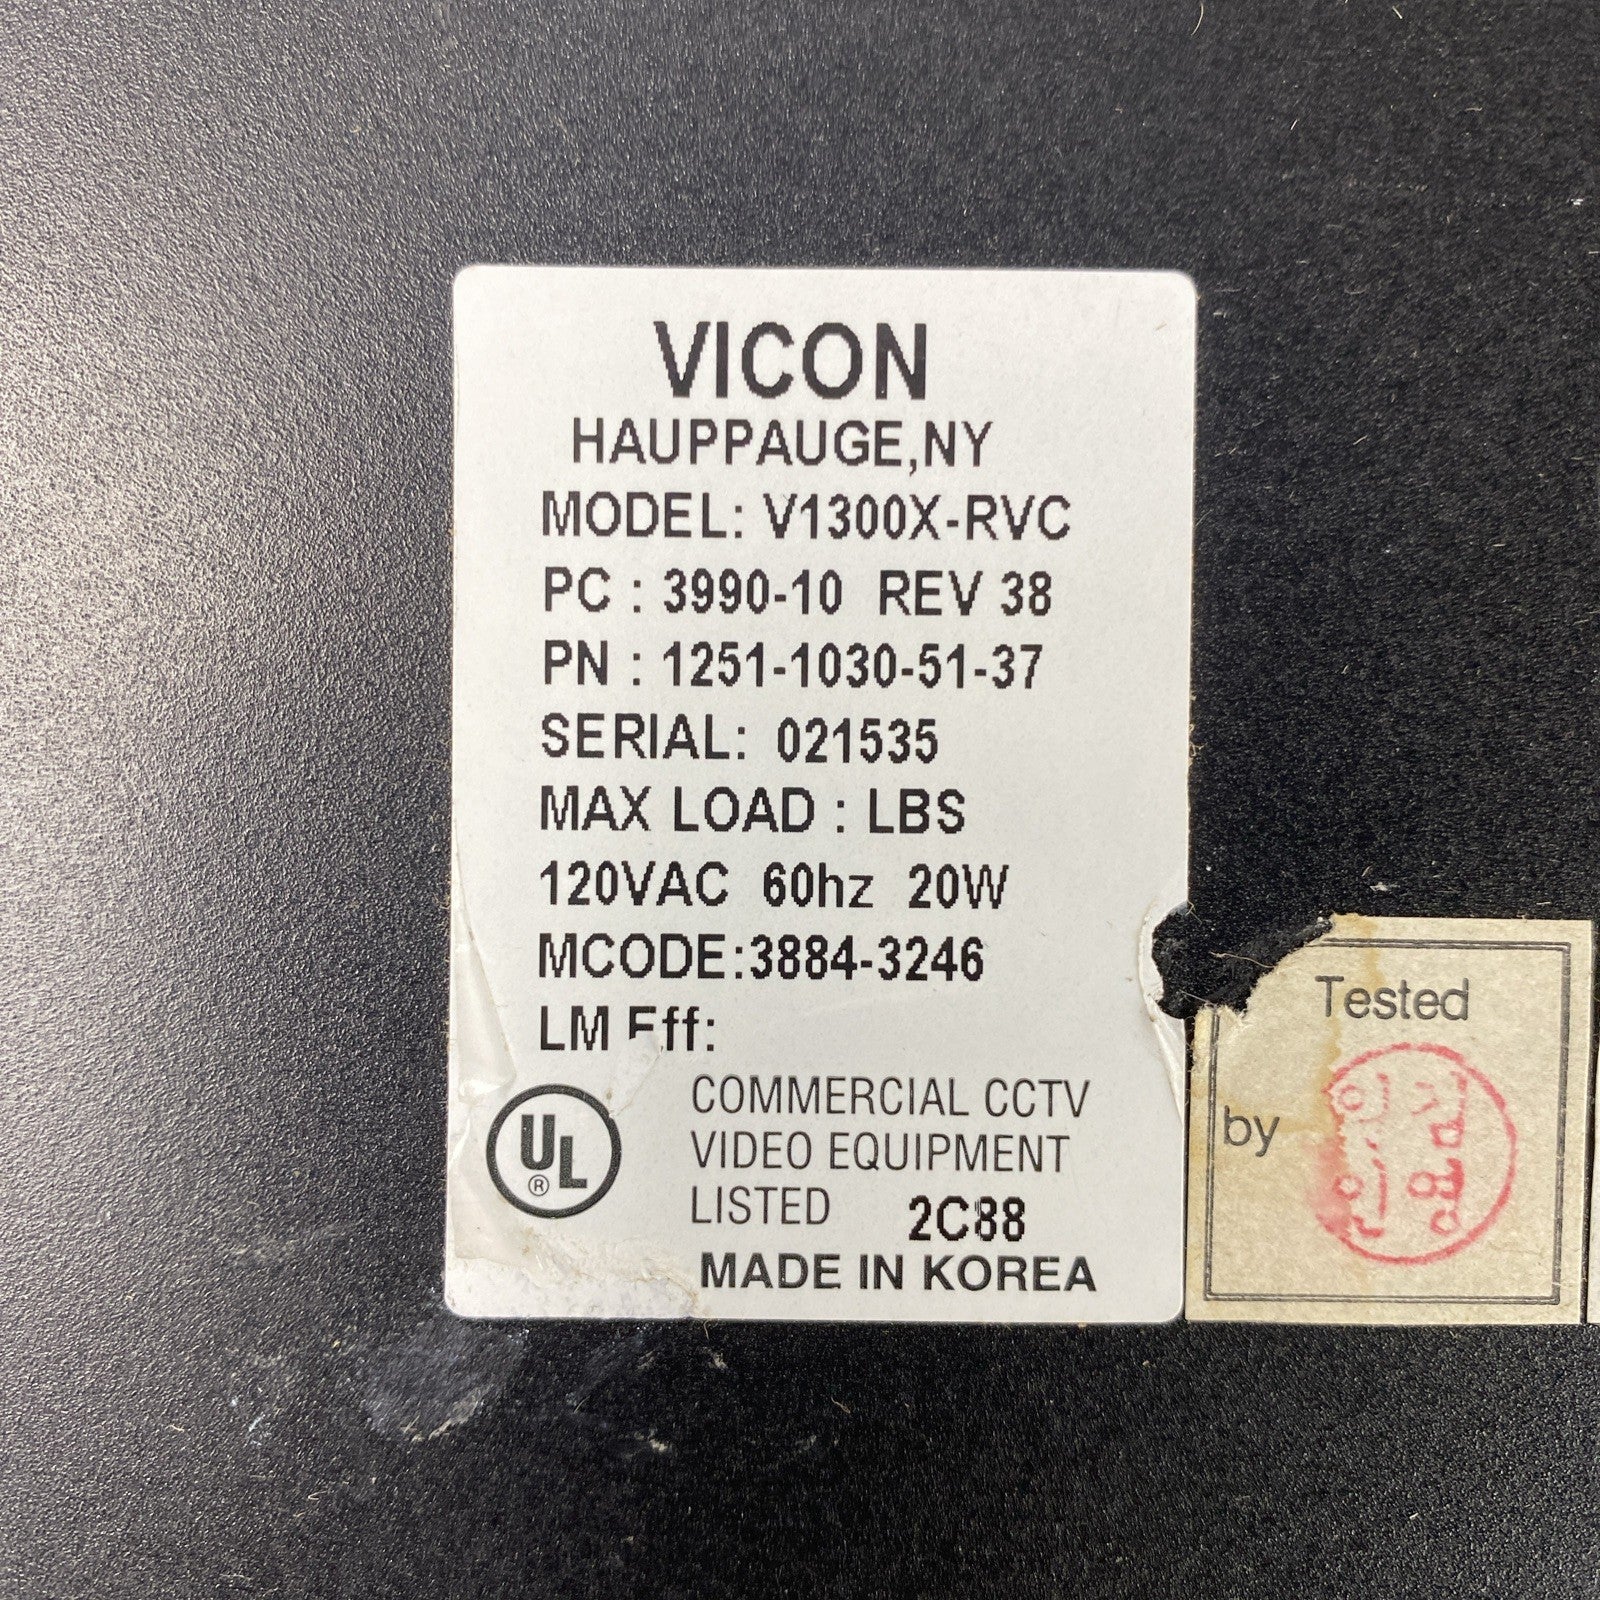 VICON
HAUPPAUGE,NY
MODEL: V1300X-RVC
PC : 3990-10 REV 38
PN : 1251-1030-51-37
SERIAL: 021535
MAX LOAD : LBS
120VAC 60hz 20W
MCODE:3884-3246
LM Eff:
UL
®
COMMERCIAL CCTV
VIDEO EQUIPMENT
LISTED 2C88
MADE IN KOREA
Tested
by